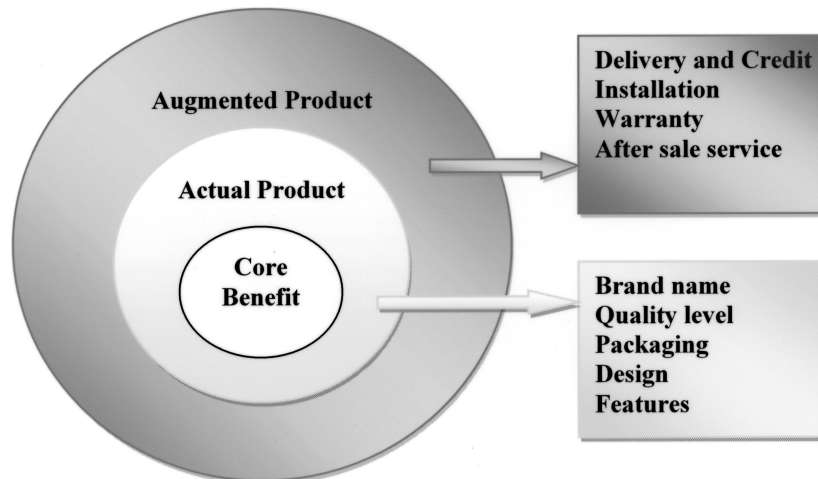 Augmented Product
Actual Product
Core
Benefit
Delivery and Credit
Installation
Warranty
After sale service
Brand name
Quality level
Packaging
Design
Features